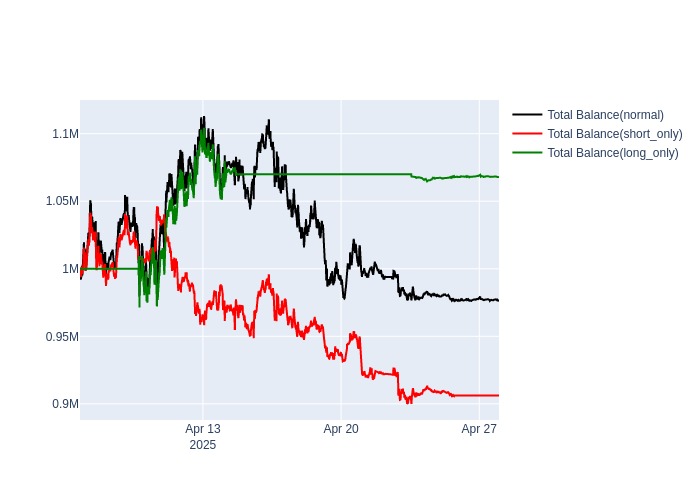 Total Balance(normal)
Total Balance(short_only)
Total Balance(long_only)
1.1M
1.05M
1M
0.95M
0.9M
Apr 13
2025
Apr 20
Apr 27